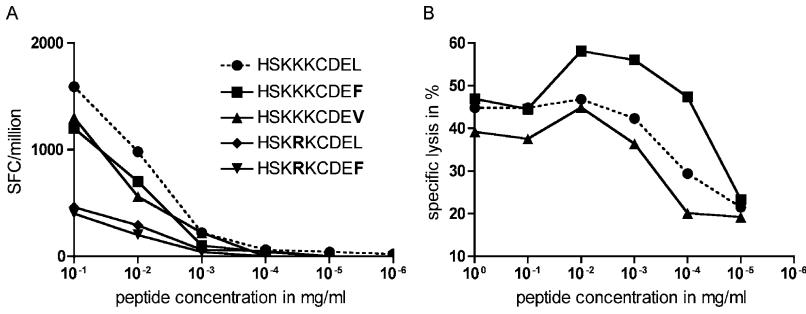 A
2000
1000
0
SFC/million
HSKKKCDEL
HSKKKCDEF
HSKKKCDEV
HSKRKCDEL
HSKRKCDEF
10-1 10-2 10-3 10-4 10-5 10-6
peptide concentration in mg/ml
B
60
50
40
30
20
10
specific lysis in %
100 10-1 10-2 10-3 10-4 10-5 10-6
peptide concentration in mg/ml